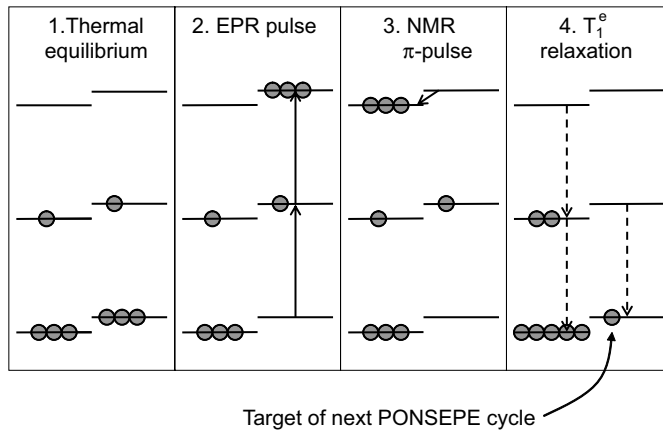 1.Thermal
equilibrium
2. EPR pulse
3. NMR
π-pulse
4. T₁ᵉ
relaxation
Target of next PONSEPE cycle